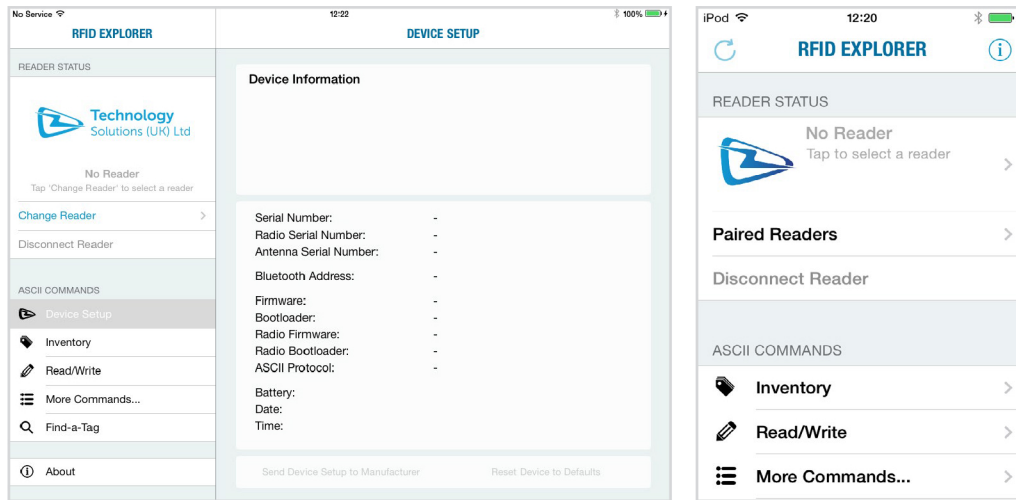 No Service 12:22 100%
RFID EXPLORER
READER STATUS
Technology
Solutions (UK) Ltd
No Reader
Tap 'Change Reader' to select a reader
Change Reader
Disconnect Reader
ASCII COMMANDS
Device Setup
Inventory
Read/Write
More Commands...
Find-a-Tag
About
DEVICE SETUP
Device Information
Serial Number: -
Radio Serial Number: -
Antenna Serial Number: -
Bluetooth Address: -
Firmware: -
Bootloader: -
Radio Firmware: -
Radio Bootloader: -
ASCII Protocol: -
Battery:
Date:
Time:
Send Device Setup to Manufacturer Reset Device to Defaults
iPod 12:20
RFID EXPLORER
READER STATUS
No Reader
Tap to select a reader
Paired Readers
Disconnect Reader
ASCII COMMANDS
Inventory
Read/Write
More Commands...